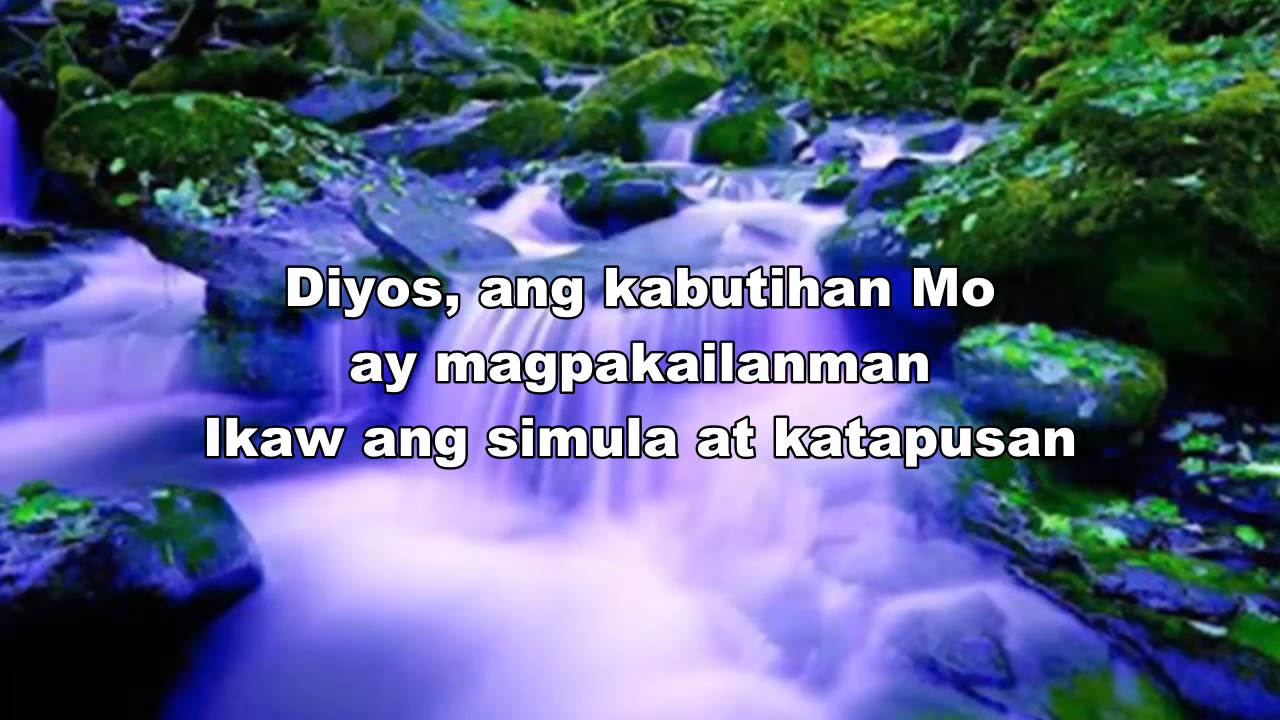 Diyos, ang kabutihan Mo
ay magpakailanman
Ikaw ang simula at katapusan